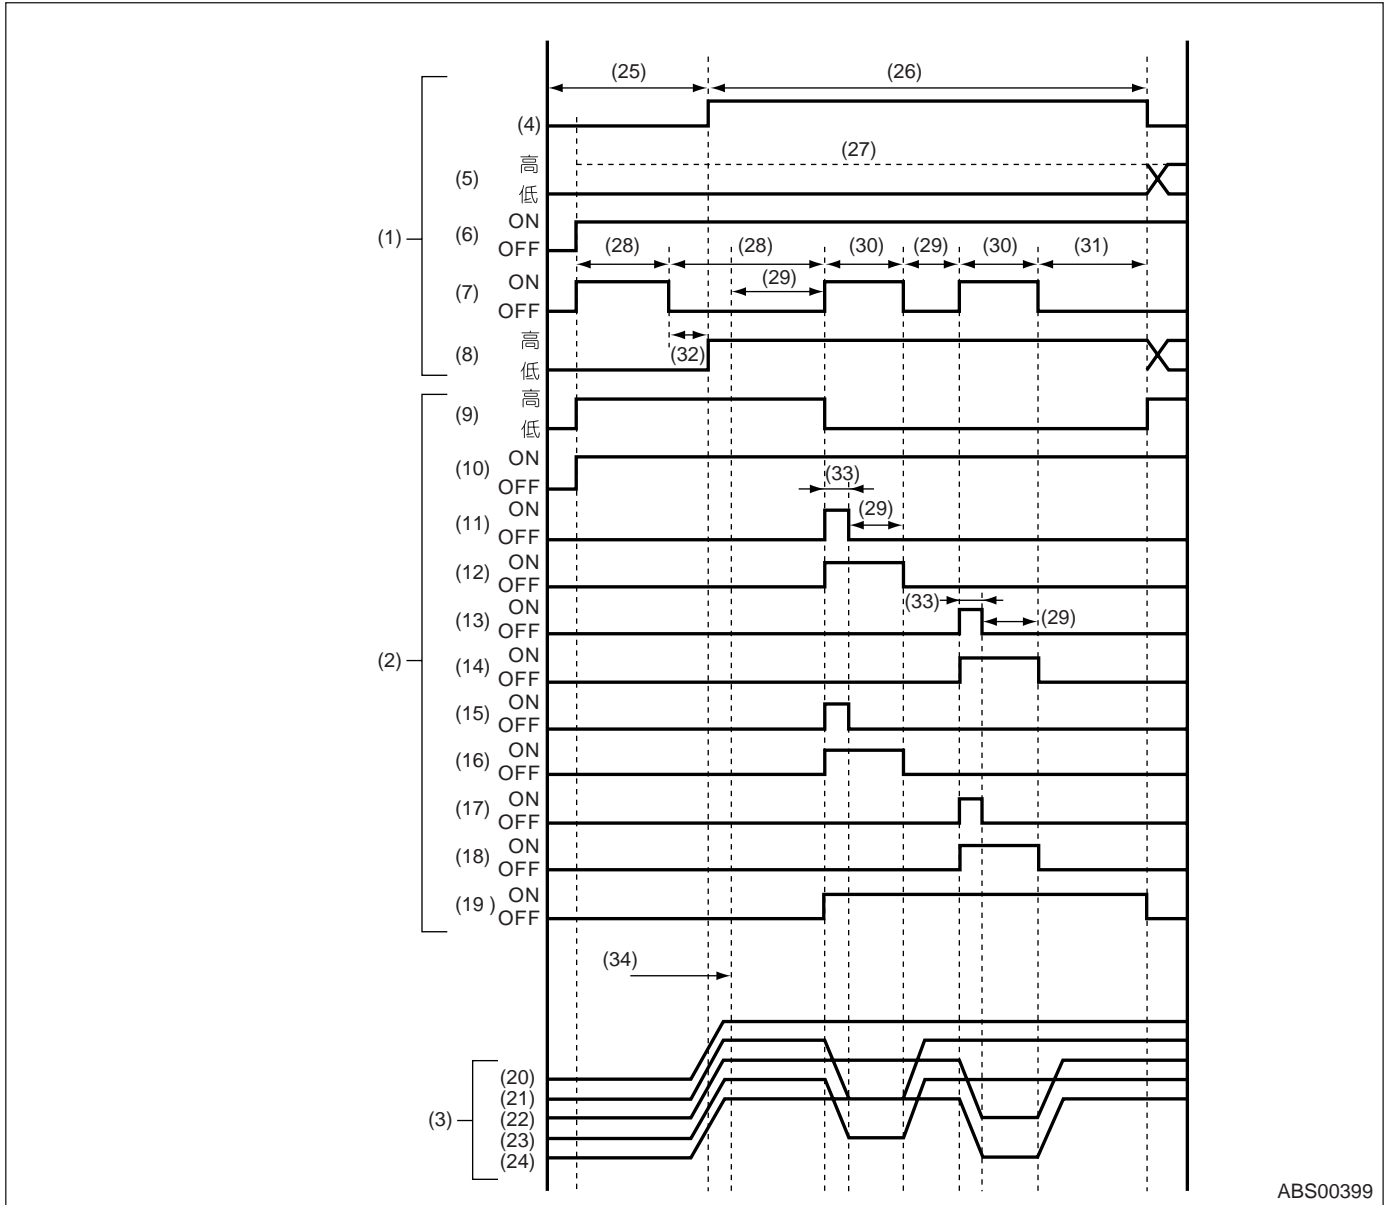 (25) (26)
(4)
(27)
高
(5)
低
ON
(1) (6)
OFF
(28) (28) (30) (29) (30) (31)
ON
(7) (29)
OFF
高
(8) (32)
低
高
(9)
低
ON
(10) (33)
OFF
ON
(11) (29)
OFF
ON
(12)
OFF
(33)
ON
(13) (29)
OFF
ON
(2) (14)
OFF
ON
(15)
OFF
ON
(16)
OFF
ON
(17)
OFF
ON
(18)
OFF
ON
(19 )
OFF
(34)
(20)
(21)
(3) (22)
(23)
(24)
ABS00399